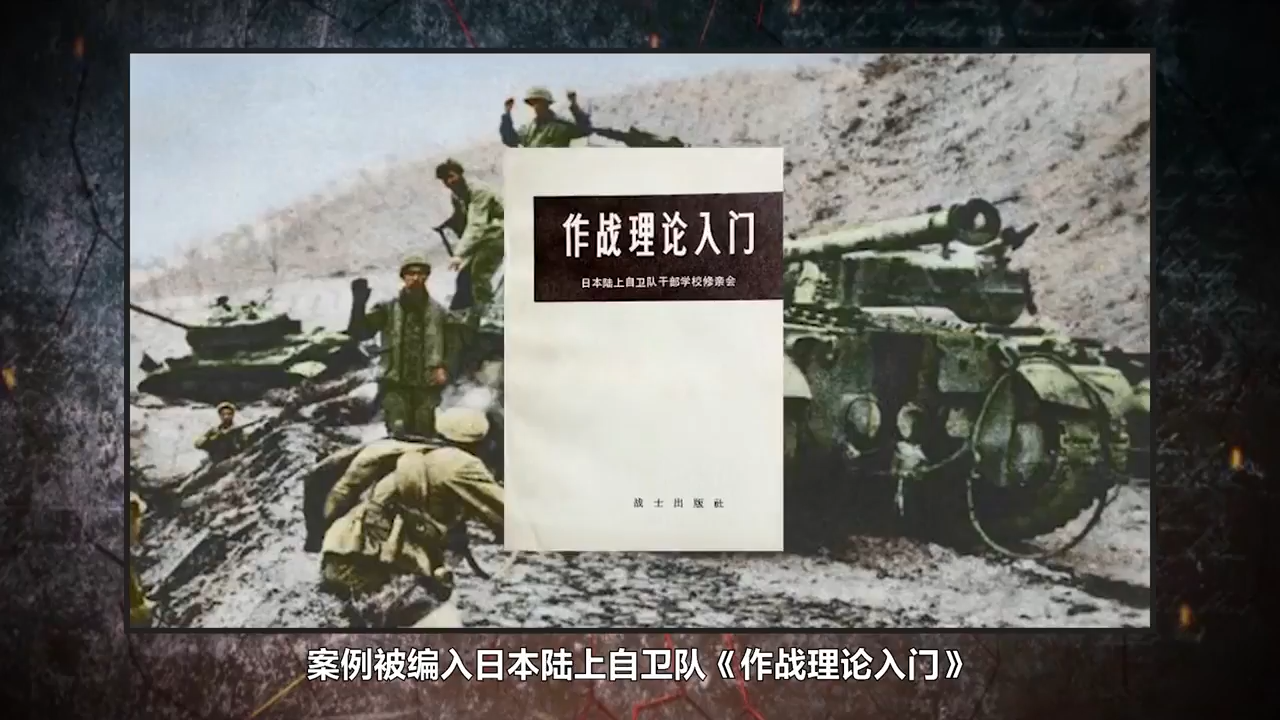 作战理论入门
日本陆上自卫队干部学校修亲会
战士出版社
案例被编入日本陆上自卫队《作战理论入门》